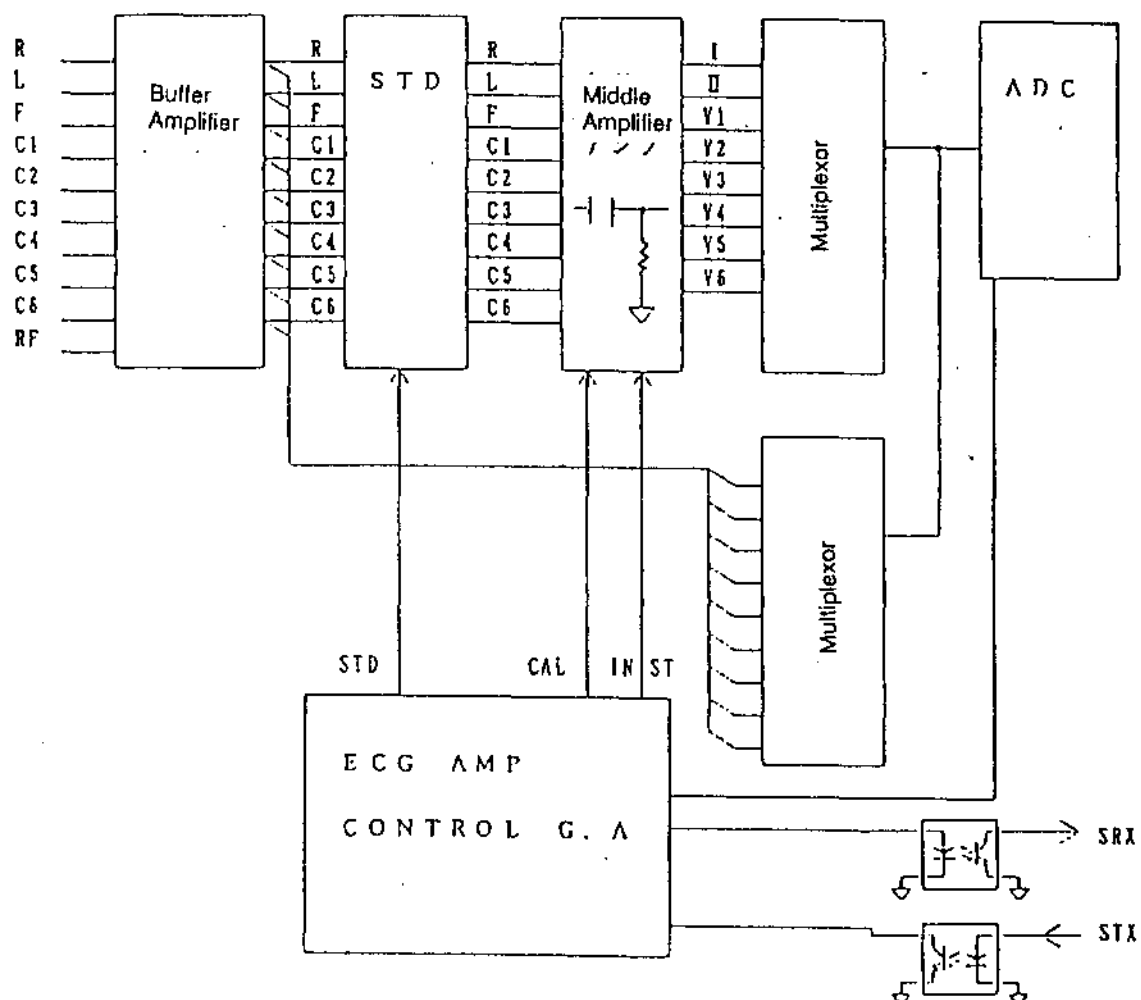 R
L
F
C1
C2
C3
C4
C5
C6
RF
Buffer
Amplifier
R
L
F
C1
C2
C3
C4
C5
C6
STD
R
L
F
C1
C2
C3
C4
C5
C6
Middle
Amplifier
I
II
V1
V2
V3
V4
V5
V6
Multiplexor
ADC
Multiplexor
STD
CAL
IN ST
ECG AMP
CONTROL G.A
SRX
STX